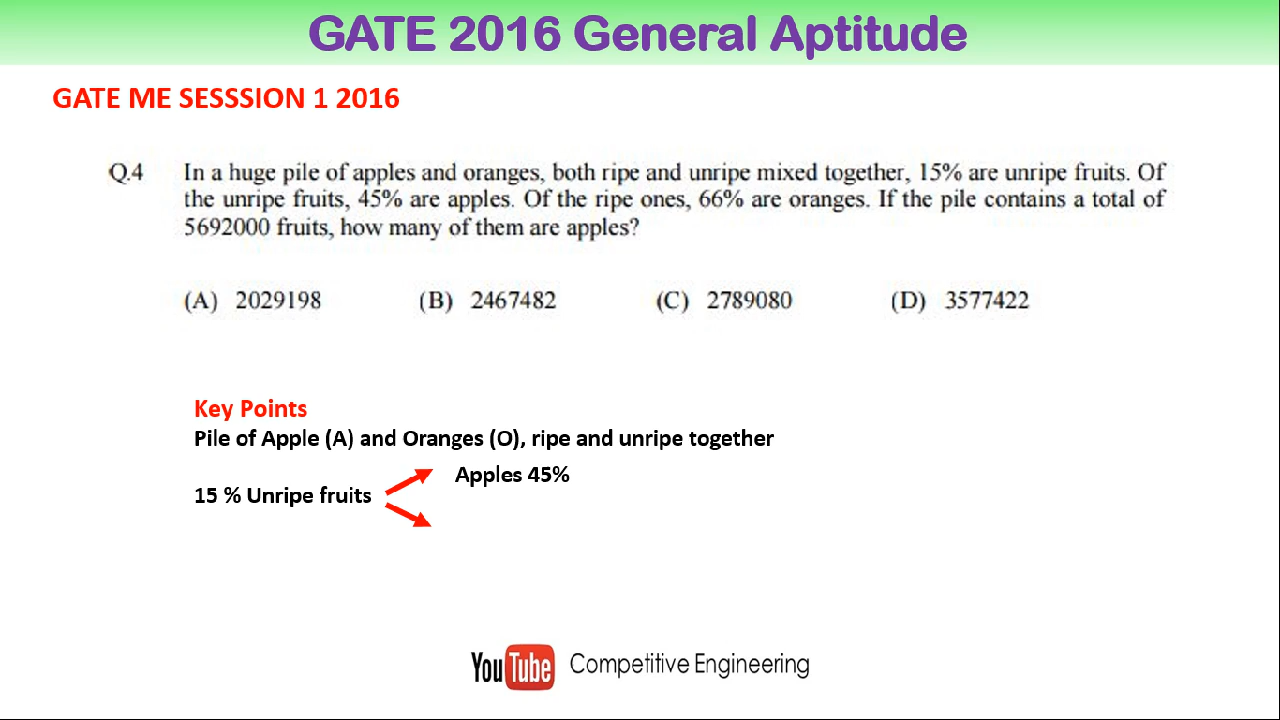 GATE 2016 General Aptitude
GATE ME SESSSION 1 2016
Q.4 In a huge pile of apples and oranges, both ripe and unripe mixed together, 15% are unripe fruits. Of
the unripe fruits, 45% are apples. Of the ripe ones, 66% are oranges. If the pile contains a total of
5692000 fruits, how many of them are apples?
(A) 2029198 (B) 2467482 (C) 2789080 (D) 3577422
Key Points
Pile of Apple (A) and Oranges (O), ripe and unripe together
Apples 45%
15 % Unripe fruits
YouTube Competitive Engineering